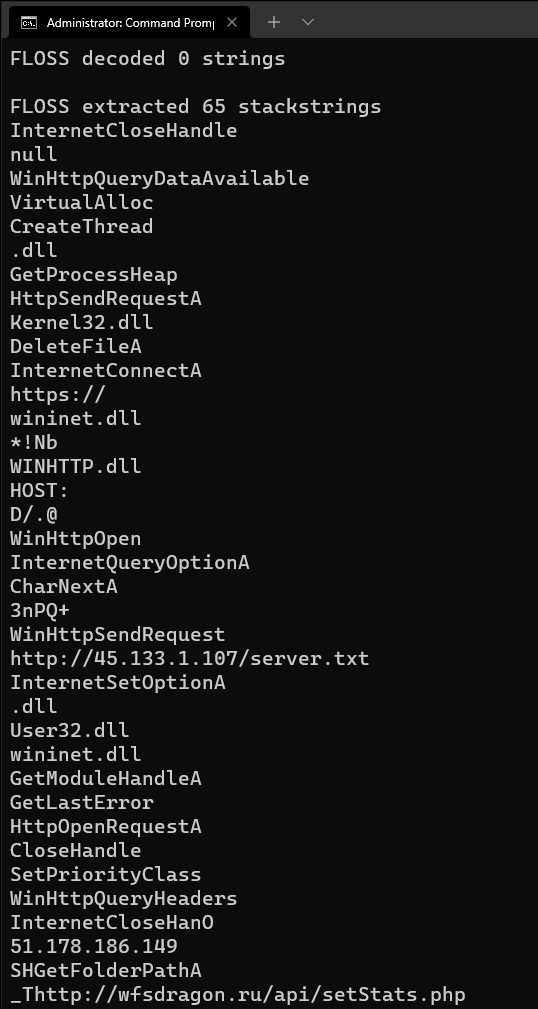 Administrator: Command Promp
FLOSS decoded 0 strings
FLOSS extracted 65 stackstrings
InternetCloseHandle
null
WinHttpQueryDataAvailable
VirtualAlloc
CreateThread
.dll
GetProcessHeap
HttpSendRequestA
Kernel32.dll
DeleteFileA
InternetConnectA
https://
wininet.dll
*!Nb
WINHTTP.dll
HOST:
D/.@
WinHttpOpen
InternetQueryOptionA
CharNextA
3nPQ+
WinHttpSendRequest
http://45.133.1.107/server.txt
InternetSetOptionA
.dll
User32.dll
wininet.dll
GetModuleHandleA
GetLastError
HttpOpenRequestA
CloseHandle
SetPriorityClass
WinHttpQueryHeaders
InternetCloseHanO
51.178.186.149
SHGetFolderPathA
_Thttp://wfsdragon.ru/api/setStats.php